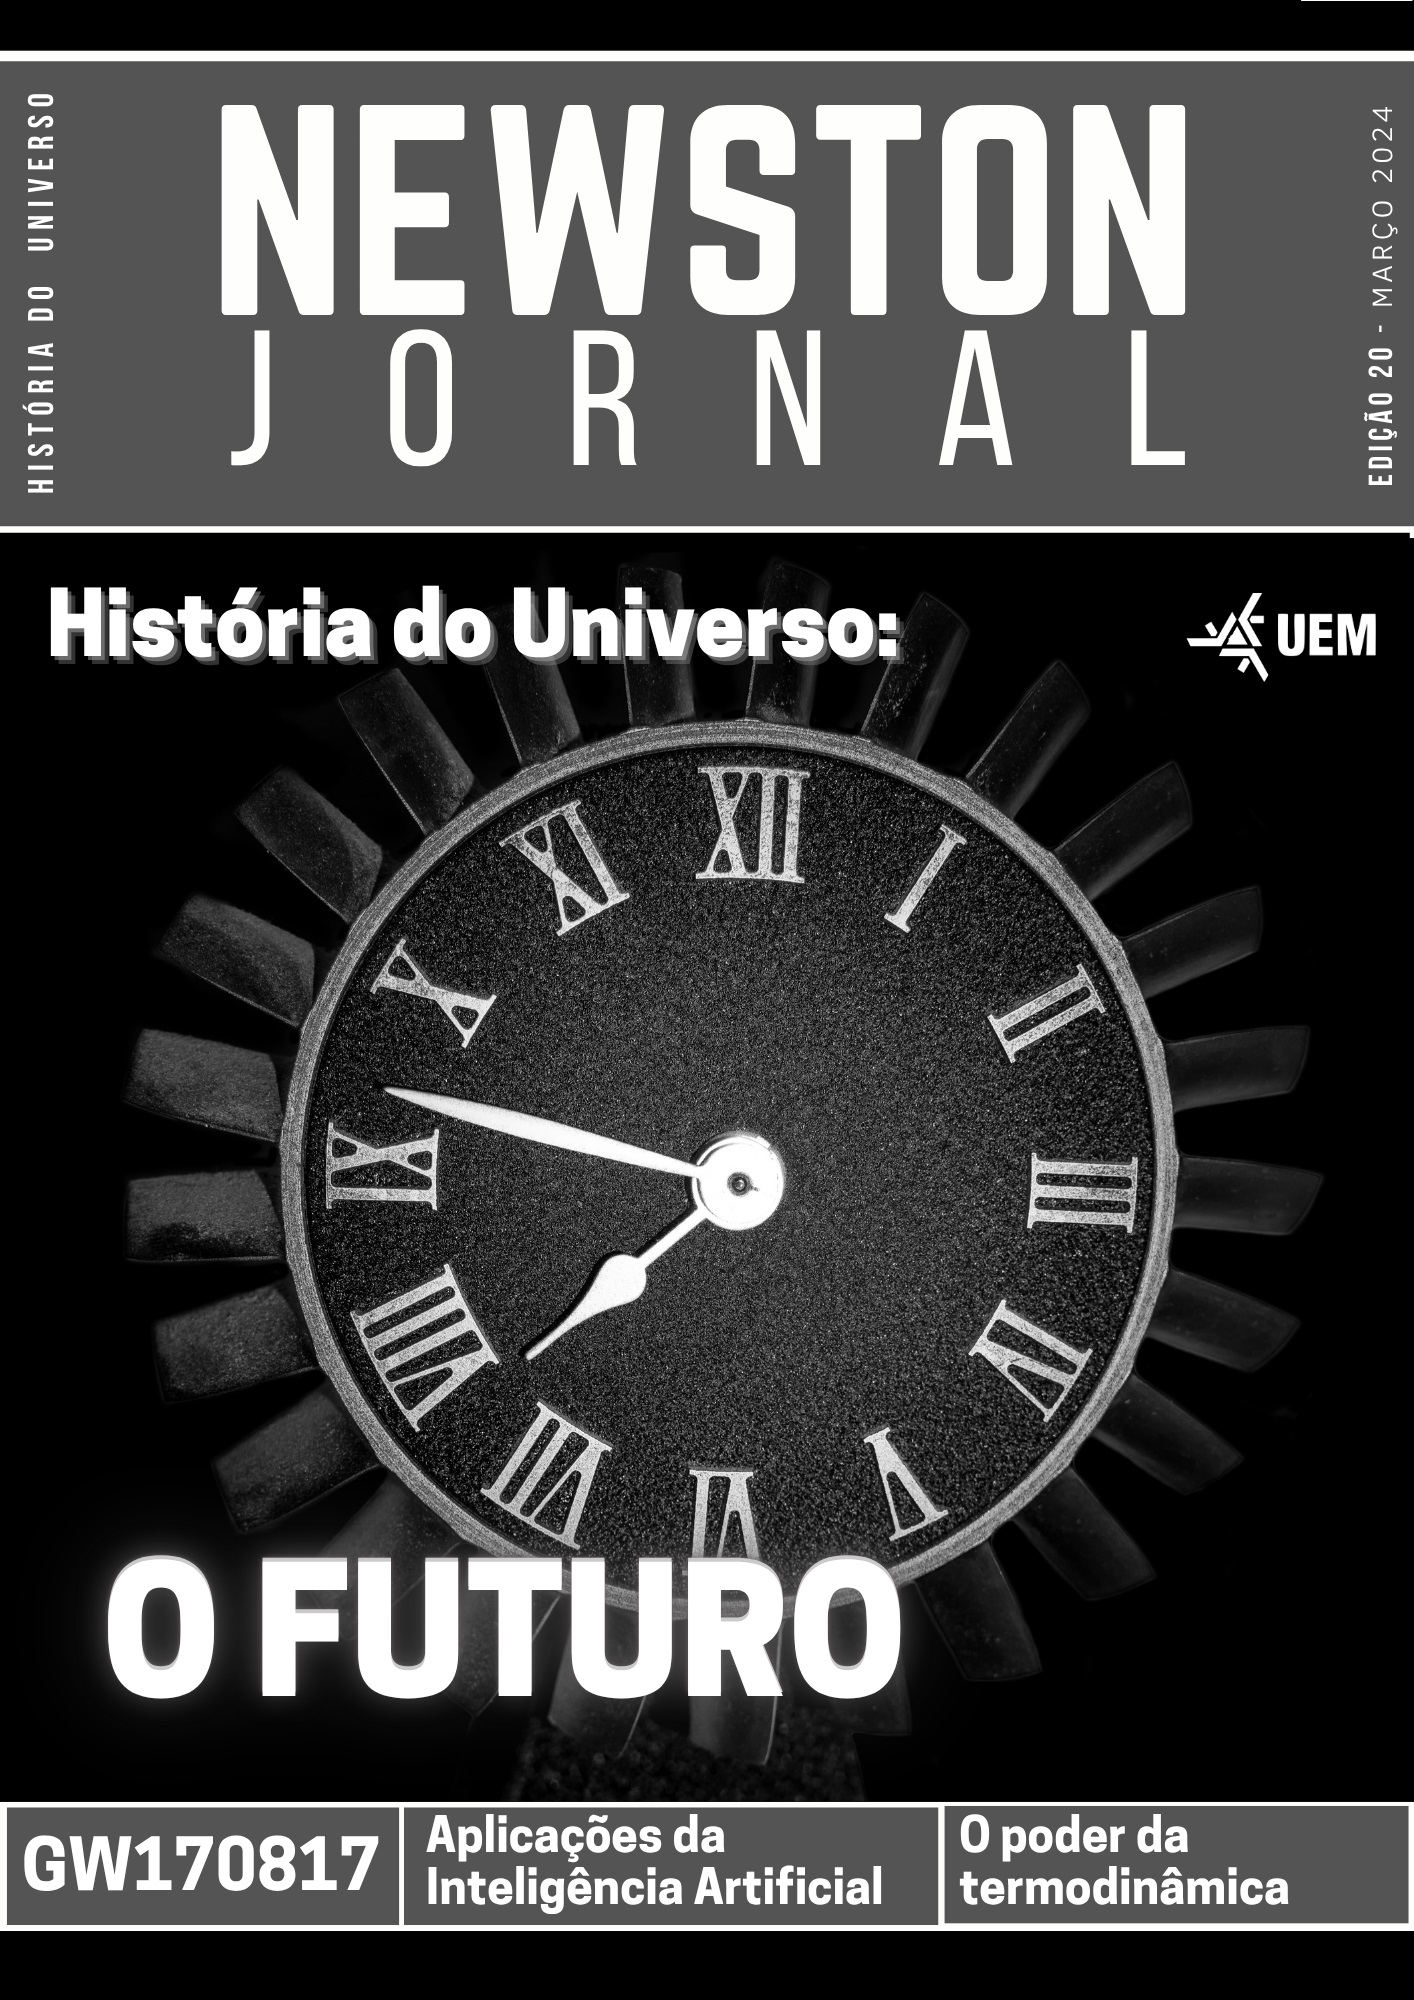 HISTÓRIA DO UNIVERSO
NEWSTON
JORNAL
EDIÇÃO 20 - MARÇO 2024
História do Universo:
UEM
XII
I
II
III
IV
V
VI
VII
VIII
IX
X
XI
O FUTURO
GW170817
Aplicações da
Inteligência Artificial
O poder da
termodinâmica